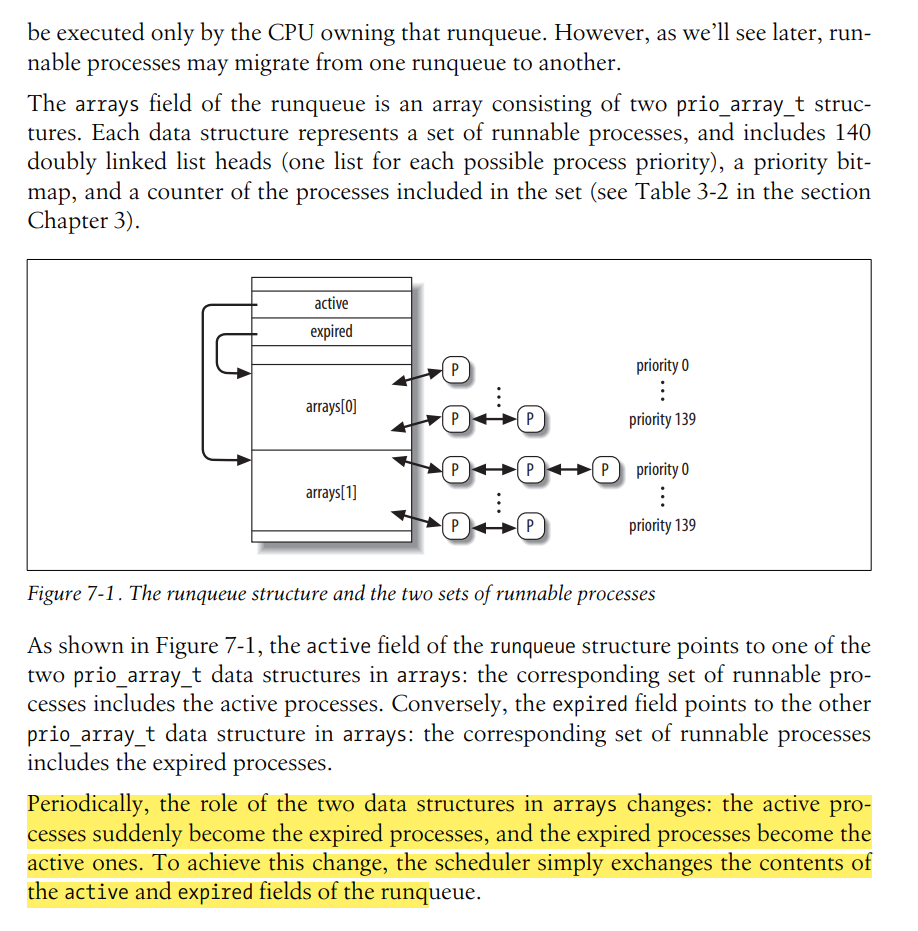 be executed only by the CPU owning that runqueue. However, as we’ll see later, run-
nable processes may migrate from one runqueue to another.
The arrays field of the runqueue is an array consisting of two prio_array_t struc-
tures. Each data structure represents a set of runnable processes, and includes 140
doubly linked list heads (one list for each possible process priority), a priority bit-
map, and a counter of the processes included in the set (see Table 3-2 in the section
Chapter 3).
active
expired
P priority 0
arrays[0]
P P priority 139
P P P priority 0
arrays[1]
P P priority 139
Figure 7-1. The runqueue structure and the two sets of runnable processes
As shown in Figure 7-1, the active field of the runqueue structure points to one of the
two prio_array_t data structures in arrays: the corresponding set of runnable pro-
cesses includes the active processes. Conversely, the expired field points to the other
prio_array_t data structure in arrays: the corresponding set of runnable processes
includes the expired processes.
Periodically, the role of the two data structures in arrays changes: the active pro-
cesses suddenly become the expired processes, and the expired processes become the
active ones. To achieve this change, the scheduler simply exchanges the contents of
the active and expired fields of the runqueue.